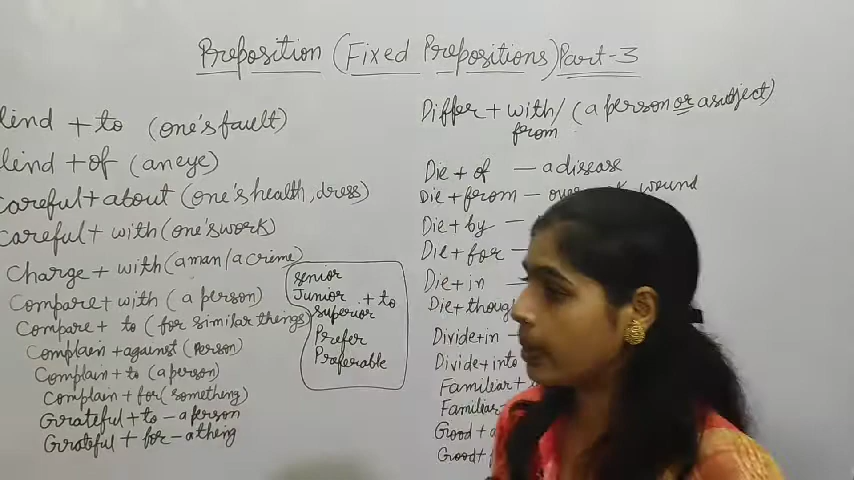 Preposition (Fixed Prepositions) Part-3
lind + to (one's fault)
lind + of (an eye)
careful + about (one's health, dress)
careful + with (one's work)
Charge + with (a man/a crime)
Compare + with (a person)
Compare + to (for similar things)
Complain + against (Person)
Complain + to (a person)
Complain + for (something)
Grateful + to - a person
Grateful + for - a thing
senior
Junior + to
superior
Prefer
Preferable
Differ + with/ (a person or a subject)
from
Die + of - a disease
Die + from - wound
Die + by -
Die + for -
Die + in -
Die + thoug
Divide + in -
Divide + into
Familiar +
Familiar
Good +
Good +